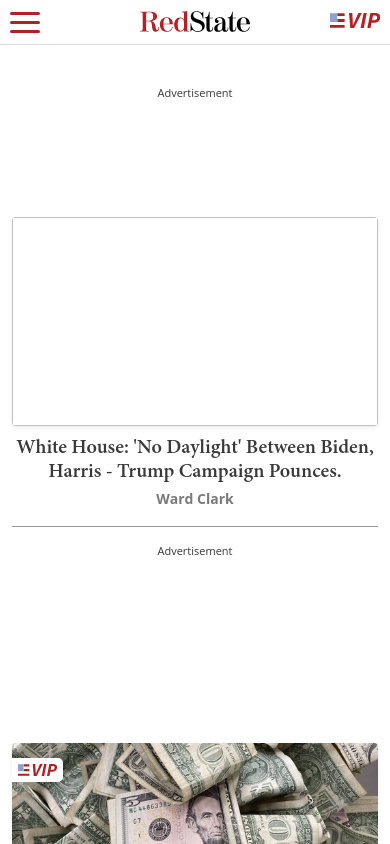 RedState
VIP
Advertisement
White House: 'No Daylight' Between Biden,
Harris - Trump Campaign Pounces.
Ward Clark
Advertisement
VIP